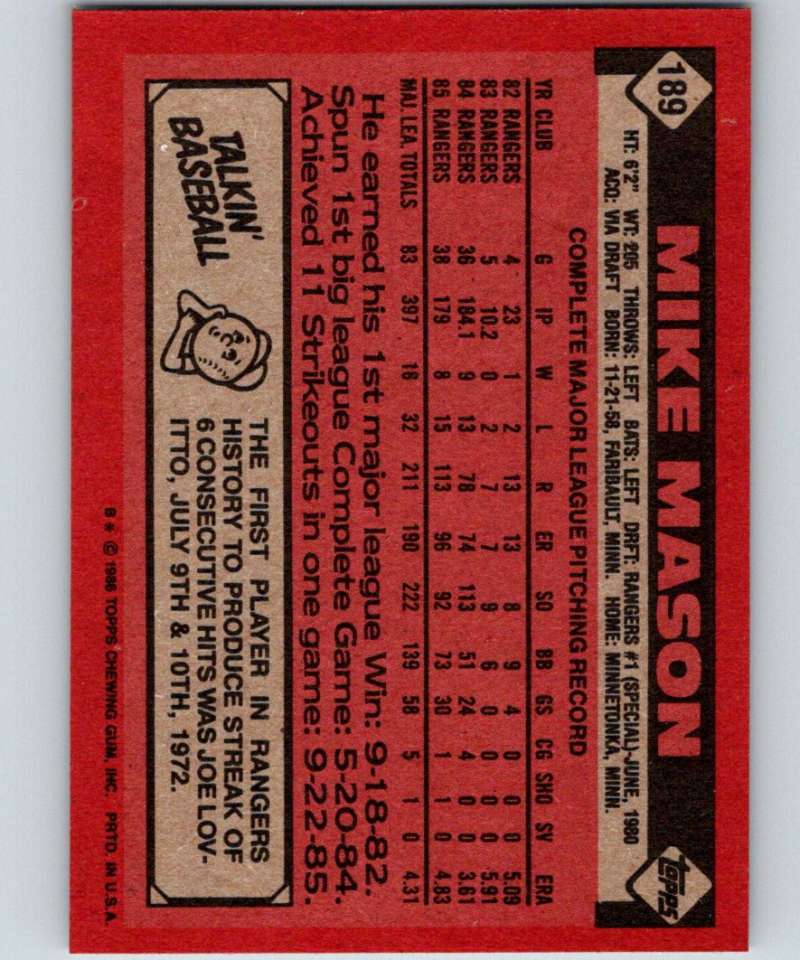 189
MIKE MASON
topps
HT: 6'2" WT: 205 THROWS: LEFT BATS: LEFT DRFT: RANGERS #1 (SPECIAL)-JUNE, 1980
ACQ: VIA DRAFT BORN: 11-21-58, FARIBAULT, MINN. HOME: MINNETONKA, MINN.
COMPLETE MAJOR LEAGUE PITCHING RECORD
YR CLUB G IP W L R ER SO BB GS CG SHO SV ERA
82 RANGERS 4 23 1 2 13 13 8 9 4 0 0 0 5.09
83 RANGERS 5 10.2 0 2 7 7 9 6 0 0 0 0 5.91
84 RANGERS 36 184.1 9 13 78 74 113 51 24 4 0 0 3.61
85 RANGERS 38 179 8 15 113 96 92 73 30 1 1 0 4.83
MAJ. LEA. TOTALS 83 397 18 32 211 190 222 139 58 5 1 0 4.31
He earned his 1st major league Win: 9-18-82.
Spun 1st big league Complete Game: 5-20-84.
Achieved 11 Strikeouts in one game: 9-22-85.
TALKIN'
BASEBALL
THE FIRST PLAYER IN RANGERS
HISTORY TO PRODUCE STREAK OF
6 CONSECUTIVE HITS WAS JOE LOV-
ITTO, JULY 9TH & 10TH, 1972.
B * © 1986 TOPPS CHEWING GUM, INC. PRTD. IN U.S.A.